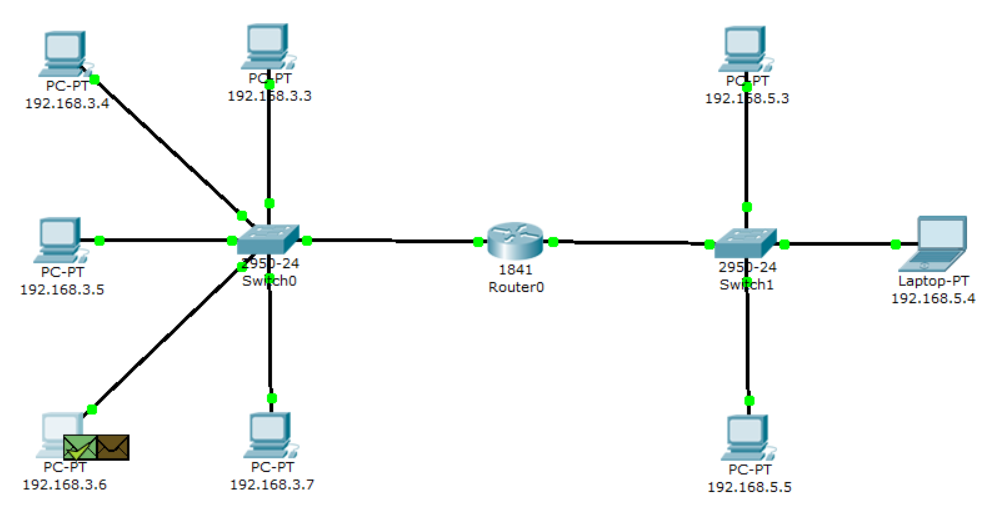 PC-PT
192.168.3.4
PC-PT
192.168.3.3
PC-PT
192.168.5.3
PC-PT
192.168.3.5
2950-24
Switch0
1841
Router0
2950-24
Switch1
Laptop-PT
192.168.5.4
PC-PT
192.168.3.6
PC-PT
192.168.3.7
PC-PT
192.168.5.5